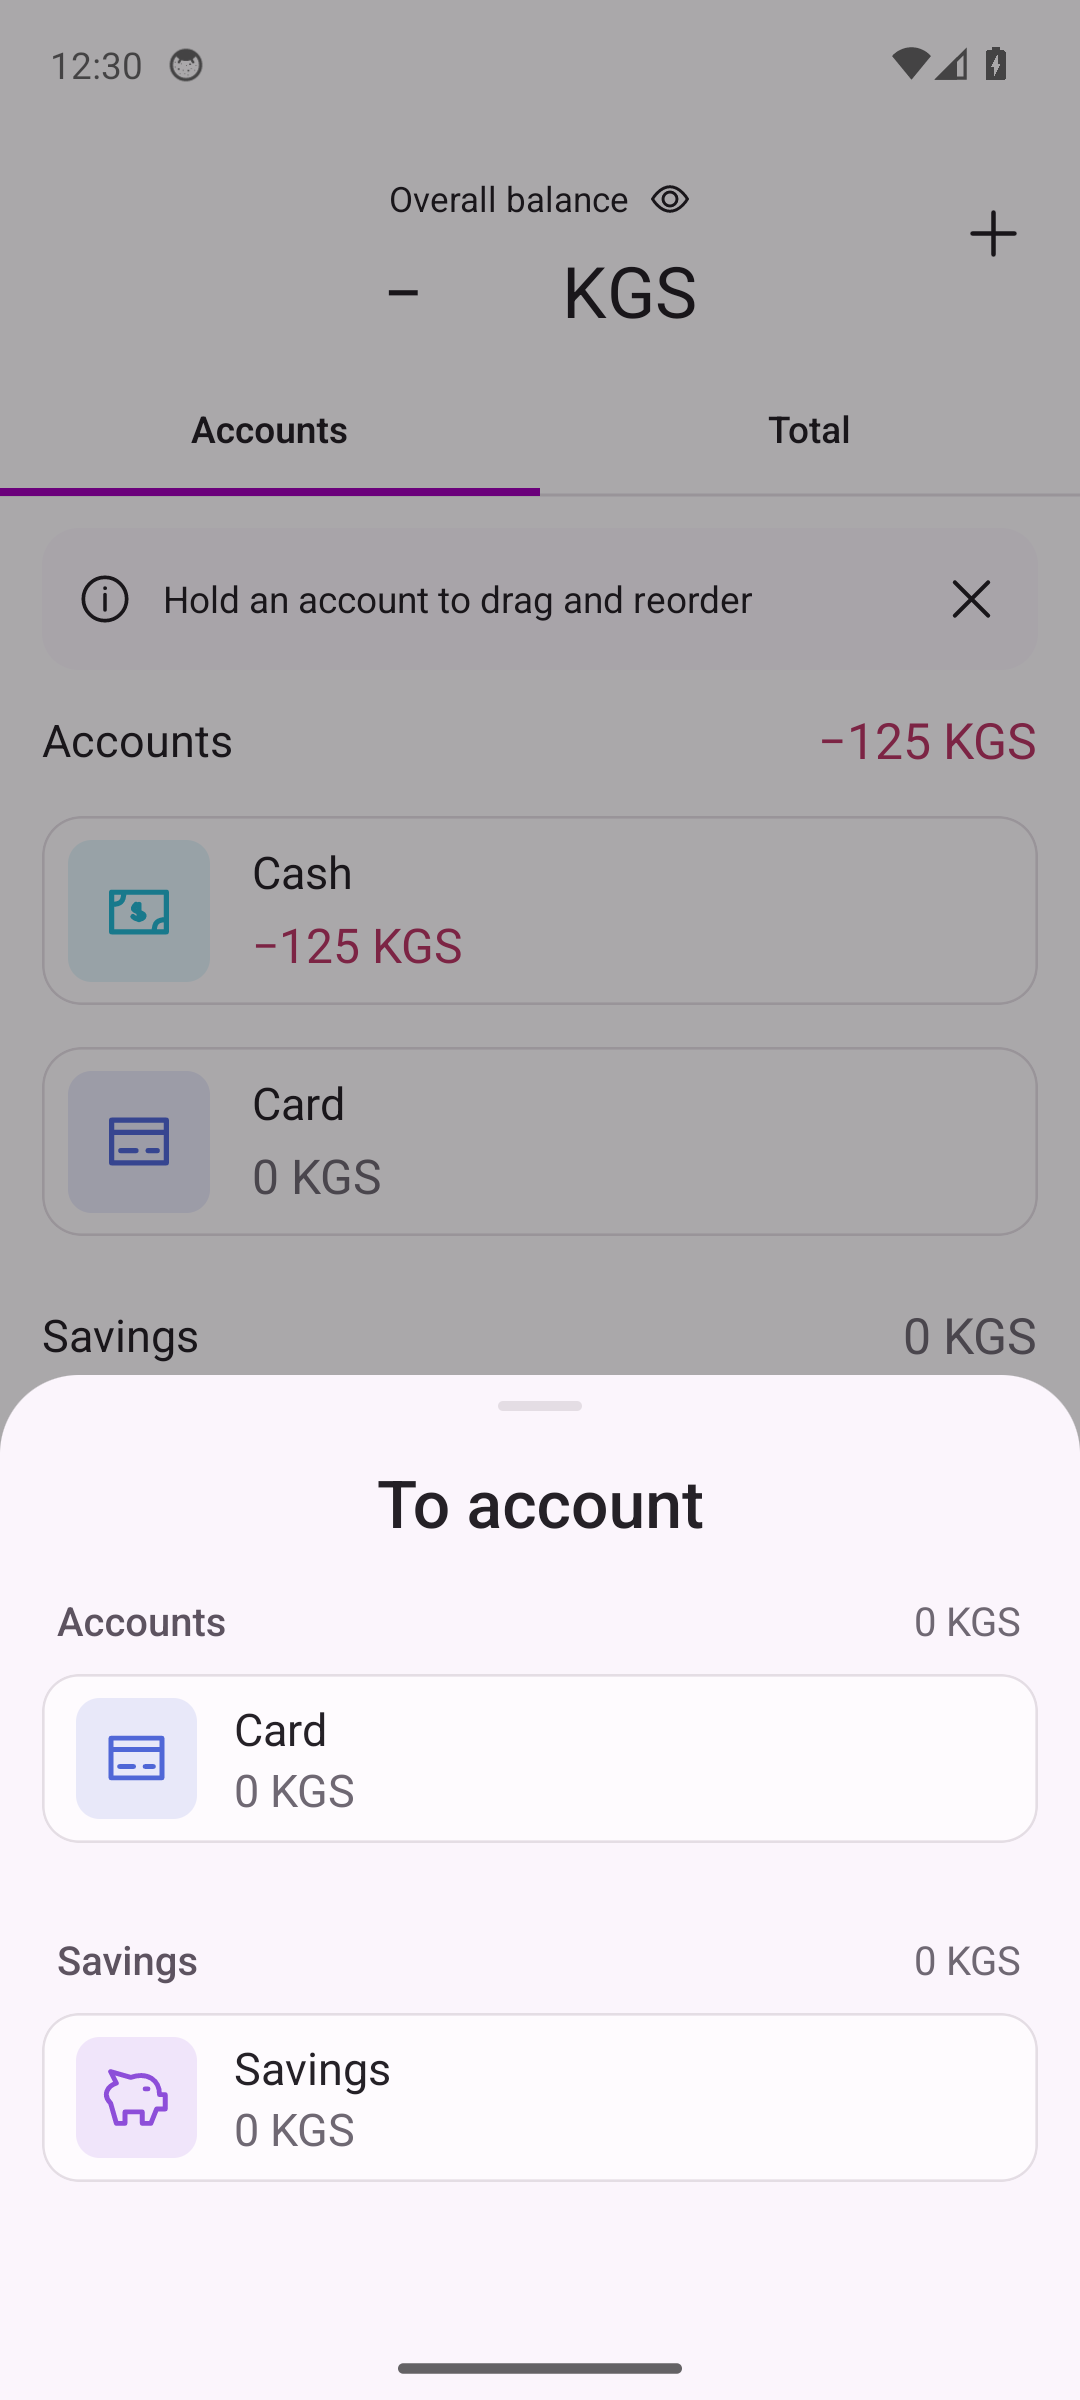 12:30
Overall balance
– KGS
Accounts
Total
Hold an account to drag and reorder
Accounts
–125 KGS
Cash
–125 KGS
Card
0 KGS
Savings
0 KGS
To account
Accounts
0 KGS
Card
0 KGS
Savings
0 KGS
Savings
0 KGS